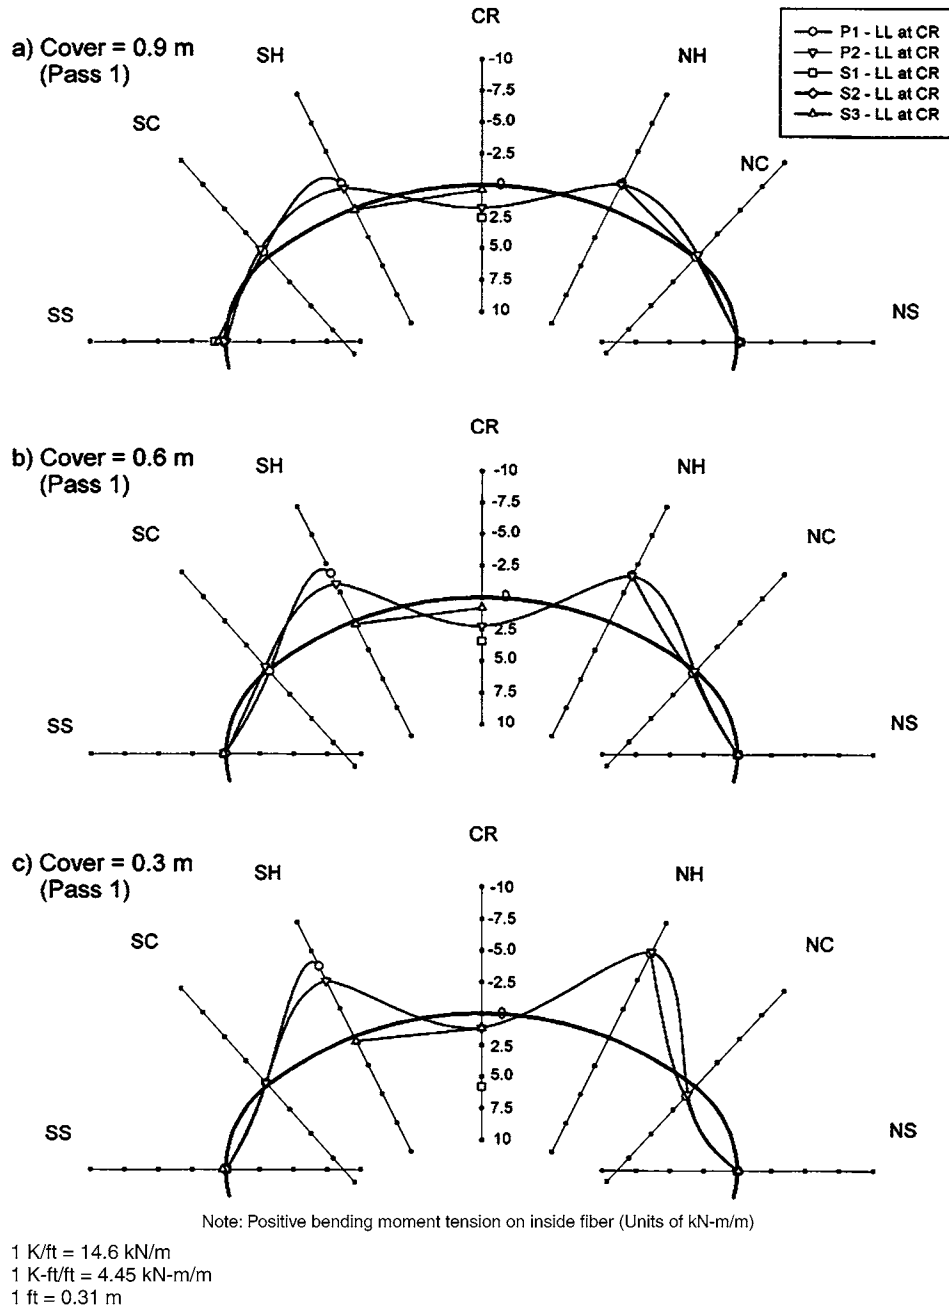 CR
a) Cover = 0.9 m
(Pass 1)
SH
NH
SC
NC
SS
NS
-10
-7.5
-5.0
-2.5
0
2.5
5.0
7.5
10
P1 - LL at CR
P2 - LL at CR
S1 - LL at CR
S2 - LL at CR
S3 - LL at CR
CR
b) Cover = 0.6 m
(Pass 1)
SH
NH
SC
NC
SS
NS
-10
-7.5
-5.0
-2.5
0
2.5
5.0
7.5
10
CR
c) Cover = 0.3 m
(Pass 1)
SH
NH
SC
NC
SS
NS
-10
-7.5
-5.0
-2.5
0
2.5
5.0
7.5
10
Note: Positive bending moment tension on inside fiber (Units of kN-m/m)
1 K/ft = 14.6 kN/m
1 K-ft/ft = 4.45 kN-m/m
1 ft = 0.31 m